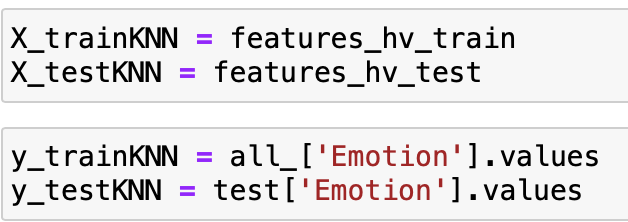 X_trainKNN = features_hv_train
X_testKNN = features_hv_test
y_trainKNN = all_['Emotion'].values
y_testKNN = test['Emotion'].values